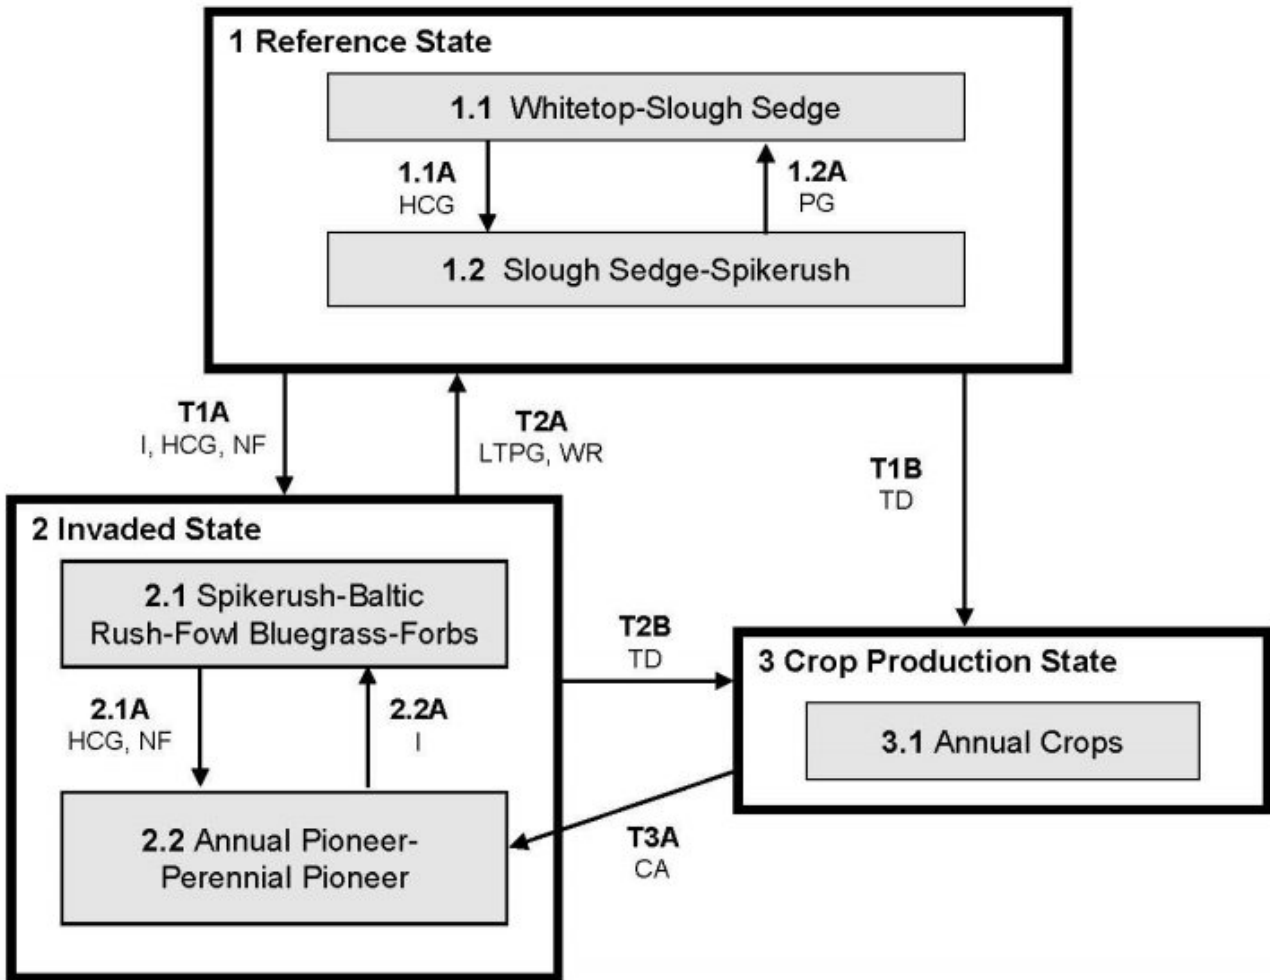 1 Reference State
1.1 Whitetop-Slough Sedge
1.1A
HCG
1.2A
PG
1.2 Slough Sedge-Spikerush
T1A
I, HCG, NF
T2A
LTPG, WR
T1B
TD
2 Invaded State
2.1 Spikerush-Baltic
Rush-Fowl Bluegrass-Forbs
2.1A
HCG, NF
2.2A
I
2.2 Annual Pioneer-
Perennial Pioneer
T2B
TD
3 Crop Production State
3.1 Annual Crops
T3A
CA